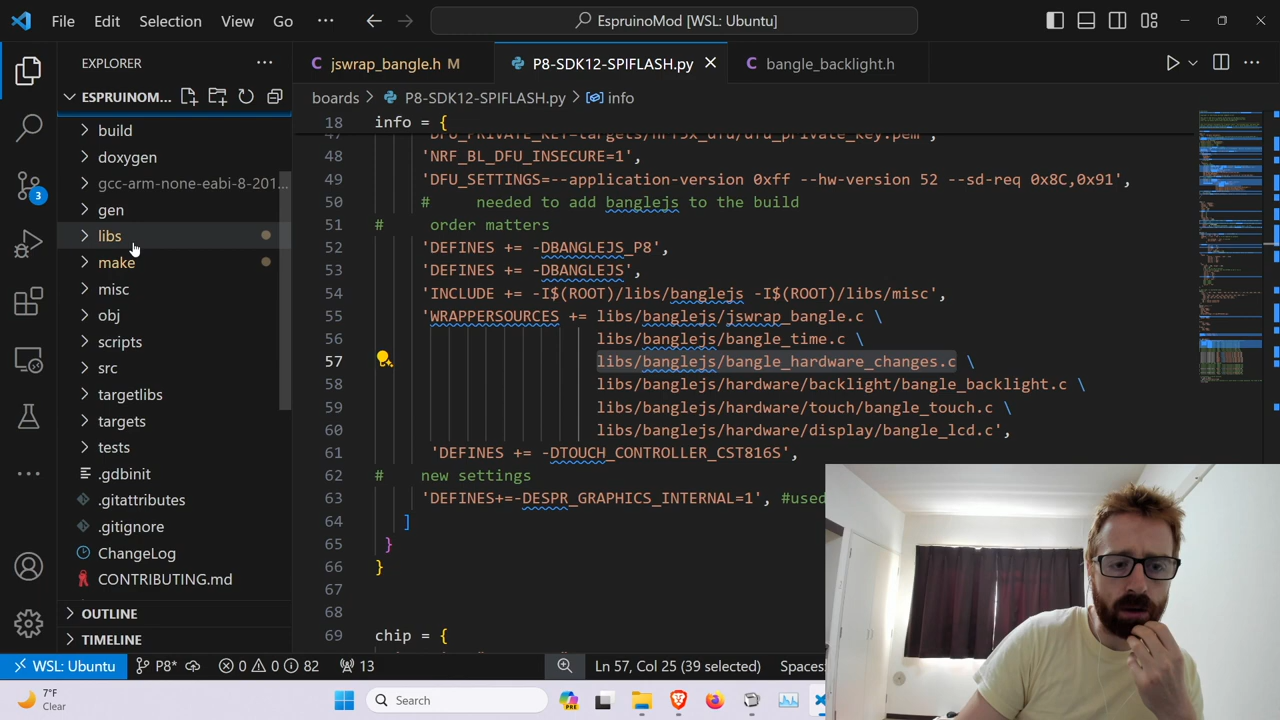 File Edit Selection View Go ··· EspruinoMod [WSL: Ubuntu]
EXPLORER ···
ESPRUINOM...
build
doxygen
gcc-arm-none-eabi-8-201...
gen
libs
make
misc
obj
scripts
src
targetlibs
targets
tests
.gdbinit
.gitattributes
.gitignore
ChangeLog
CONTRIBUTING.md
OUTLINE
TIMELINE
3
C jswrap_bangle.h M P8-SDK12-SPIFLASH.py C bangle_backlight.h
boards > P8-SDK12-SPIFLASH.py > info
18 info = {
47 'DFU_PRIVATE_KEY=targets/nrf5x_dfu/dfu_private_key.pem',
48 'NRF_BL_DFU_INSECURE=1',
49 'DFU_SETTINGS=--application-version 0xff --hw-version 52 --sd-req 0x8C,0x91',
50 # needed to add banglejs to the build
51 # order matters
52 'DEFINES += -DBANGLEJS_P8',
53 'DEFINES += -DBANGLEJS',
54 'INCLUDE += -I$(ROOT)/libs/banglejs -I$(ROOT)/libs/misc',
55 'WRAPPERSOURCES += libs/banglejs/jswrap_bangle.c \
56 libs/banglejs/bangle_time.c \
57 libs/banglejs/bangle_hardware_changes.c \
58 libs/banglejs/hardware/backlight/bangle_backlight.c \
59 libs/banglejs/hardware/touch/bangle_touch.c \
60 libs/banglejs/hardware/display/bangle_lcd.c',
61 'DEFINES += -DTOUCH_CONTROLLER_CST816S',
62 # new settings
63 'DEFINES+=-DESPR_GRAPHICS_INTERNAL=1', #used
64 ]
65 }
66 }
67
68
69 chip = {
WSL: Ubuntu P8* 0 0 82 13 Ln 57, Col 25 (39 selected) Spaces:
7°F
Clear
Search
PRE